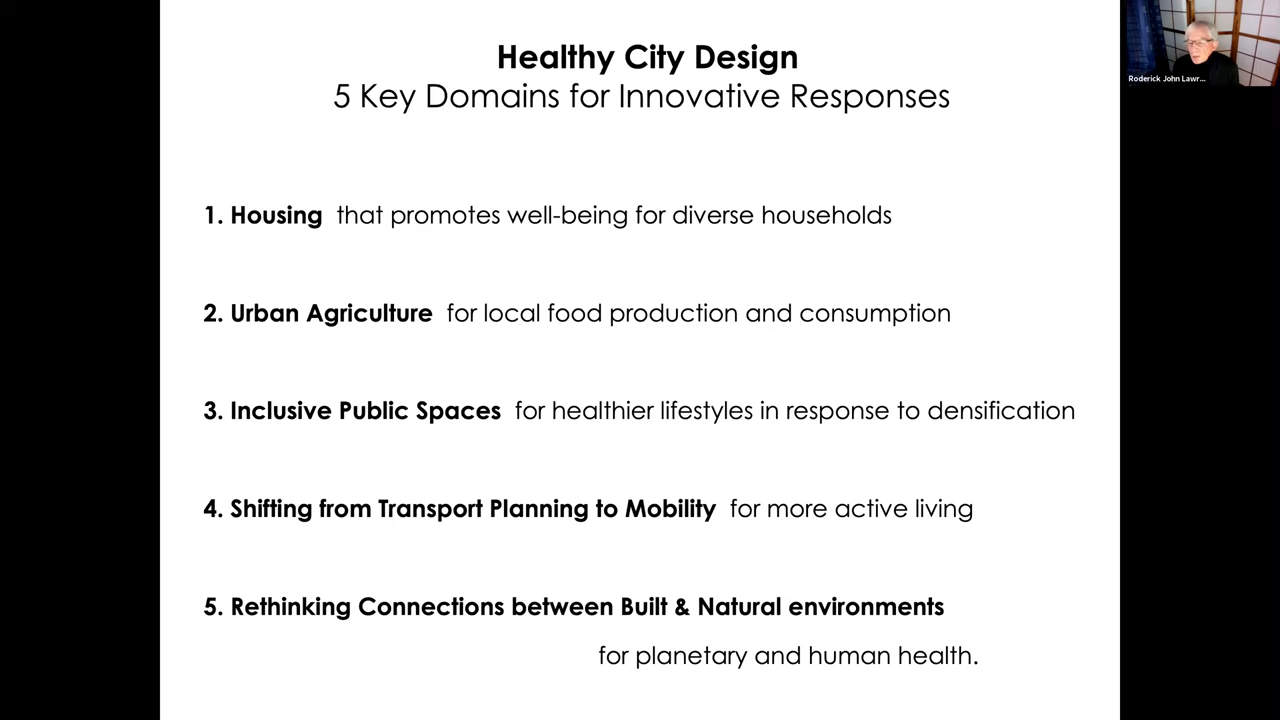 Healthy City Design
5 Key Domains for Innovative Responses
Roderick John Lawr...
1. Housing that promotes well-being for diverse households
2. Urban Agriculture for local food production and consumption
3. Inclusive Public Spaces for healthier lifestyles in response to densification
4. Shifting from Transport Planning to Mobility for more active living
5. Rethinking Connections between Built & Natural environments
for planetary and human health.